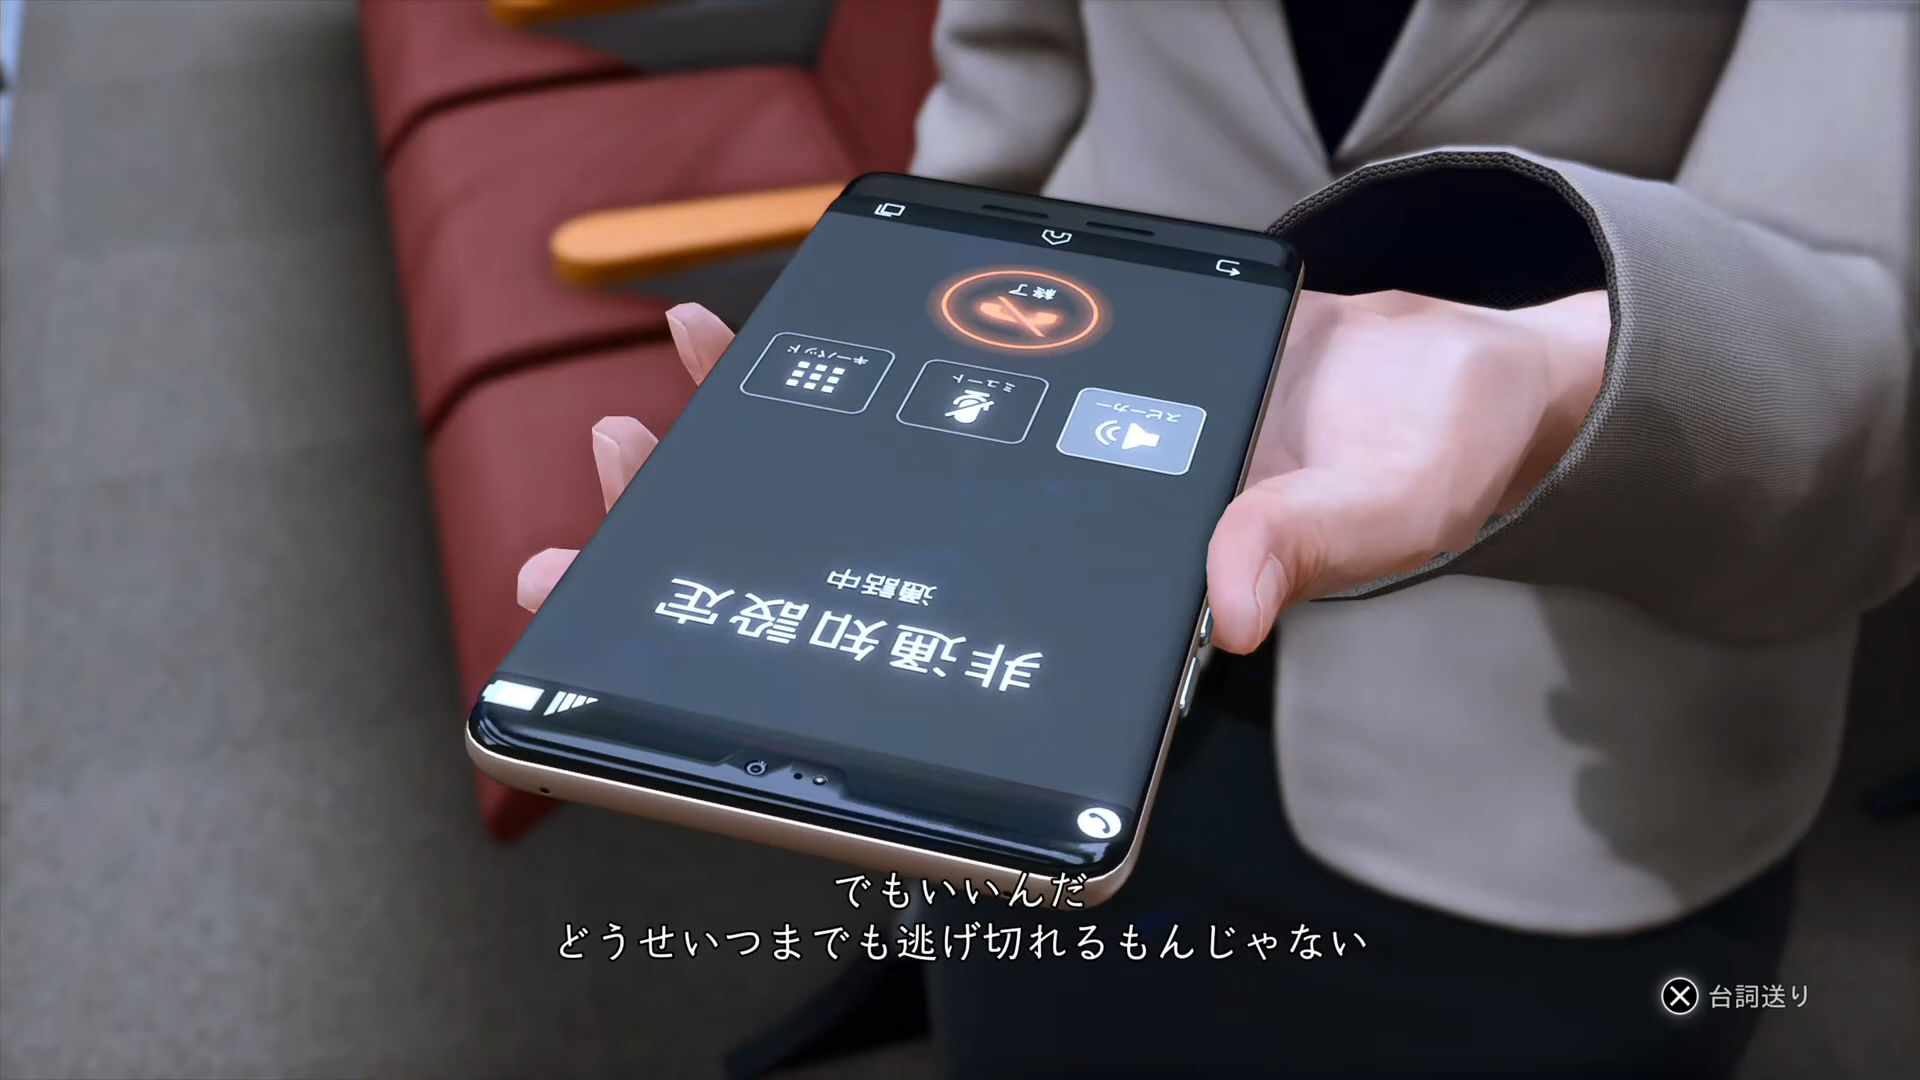 終了
キーパッド
ミュート
スピーカー
通話中
非通知設定
でもいいんだ
どうせいつまでも逃げ切れるもんじゃない
台詞送り